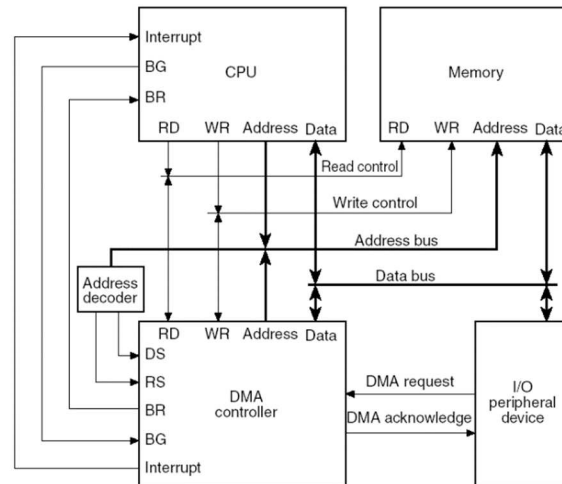 Interrupt
BG
CPU
BR
RD WR Address Data
Memory
RD WR Address Data
Read control
Write control
Address bus
Data bus
Address
decoder
RD WR Address Data
DS
RS
BR
BG
Interrupt
DMA
controller
DMA request
DMA acknowledge
I/O
peripheral
device